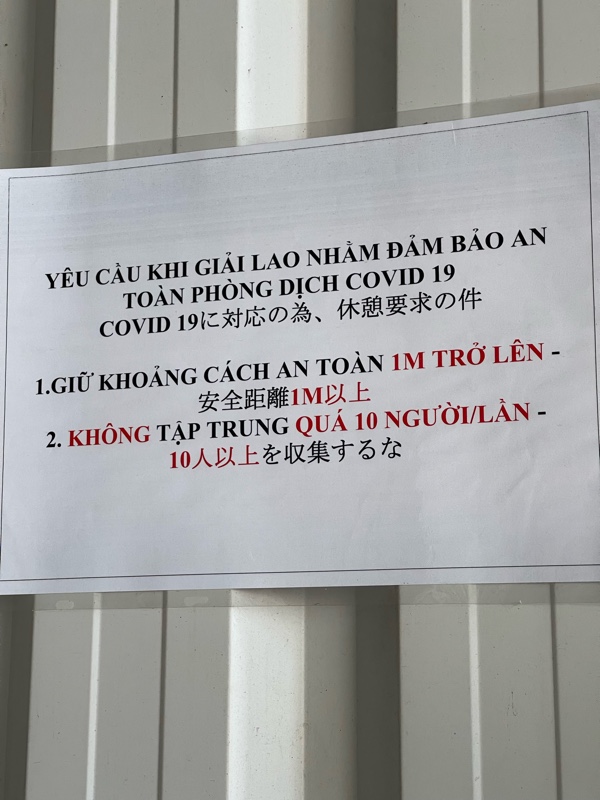 YÊU CẦU KHI GIẢI LAO NHẰM ĐẢM BẢO AN
TOÀN PHÒNG DỊCH COVID 19
COVID 19に対応の為、休憩要求の件
1.GIỮ KHOẢNG CÁCH AN TOÀN 1M TRỞ LÊN -
安全距離1M以上
2. KHÔNG TẬP TRUNG QUÁ 10 NGƯỜI/LẦN -
10人以上を収集するな